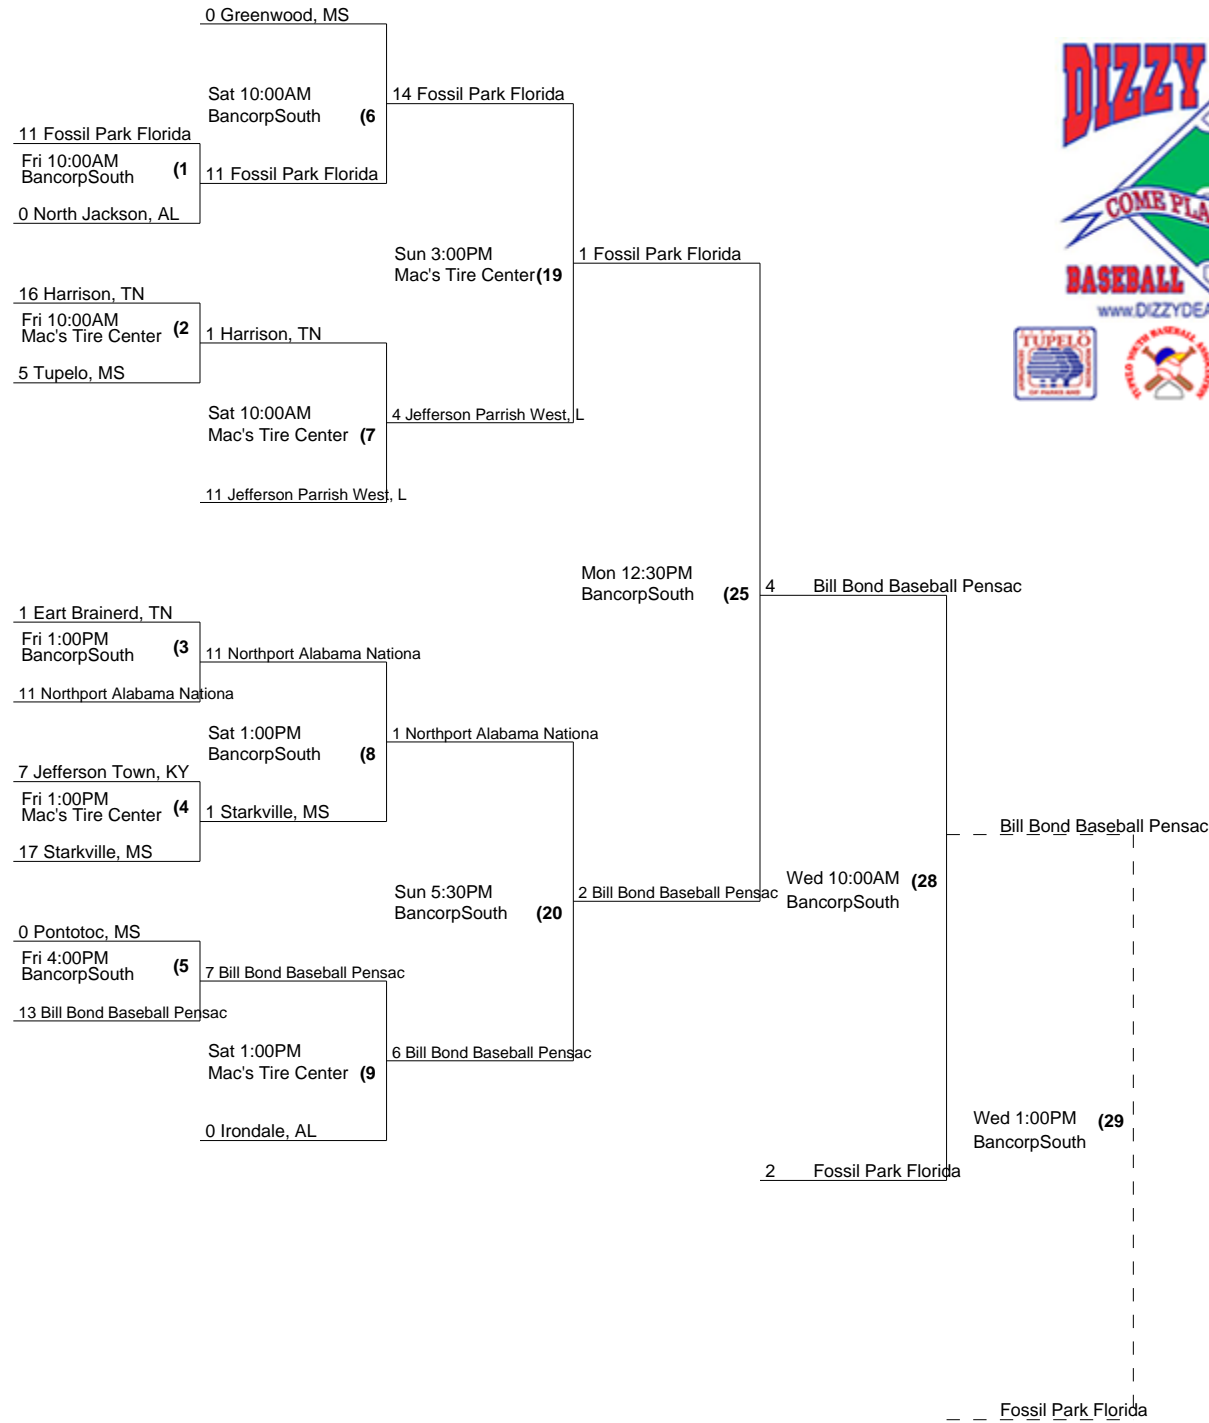 0 Greenwood, MS
Sat 10:00AM
BancorpSouth (6
14 Fossil Park Florida
11 Fossil Park Florida
Fri 10:00AM
BancorpSouth (1
11 Fossil Park Florida
0 North Jackson, AL
Sun 3:00PM
Mac's Tire Center(19
1 Fossil Park Florida
16 Harrison, TN
Fri 10:00AM
Mac's Tire Center (2
1 Harrison, TN
5 Tupelo, MS
Sat 10:00AM
Mac's Tire Center (7
4 Jefferson Parrish West, L
11 Jefferson Parrish West, L
Mon 12:30PM
BancorpSouth (25
4 Bill Bond Baseball Pensac
1 Eart Brainerd, TN
Fri 1:00PM
BancorpSouth (3
11 Northport Alabama Nationa
11 Northport Alabama Nationa
Sat 1:00PM
BancorpSouth (8
1 Northport Alabama Nationa
7 Jefferson Town, KY
Fri 1:00PM
Mac's Tire Center (4
1 Starkville, MS
17 Starkville, MS
Bill Bond Baseball Pensac
Sun 5:30PM
BancorpSouth (20
2 Bill Bond Baseball Pensac
Wed 10:00AM (28
BancorpSouth
0 Pontotoc, MS
Fri 4:00PM
BancorpSouth (5
7 Bill Bond Baseball Pensac
13 Bill Bond Baseball Pensac
Sat 1:00PM
Mac's Tire Center (9
6 Bill Bond Baseball Pensac
0 Irondale, AL
Wed 1:00PM (29
BancorpSouth
2 Fossil Park Florida
Fossil Park Florida
DIZZY
COME PLA
BASEBALL
www.DIZZYDEA
TUPELO
OF PARKS AND
TUPELO YOUTH BASEBALL ASSOCIATION